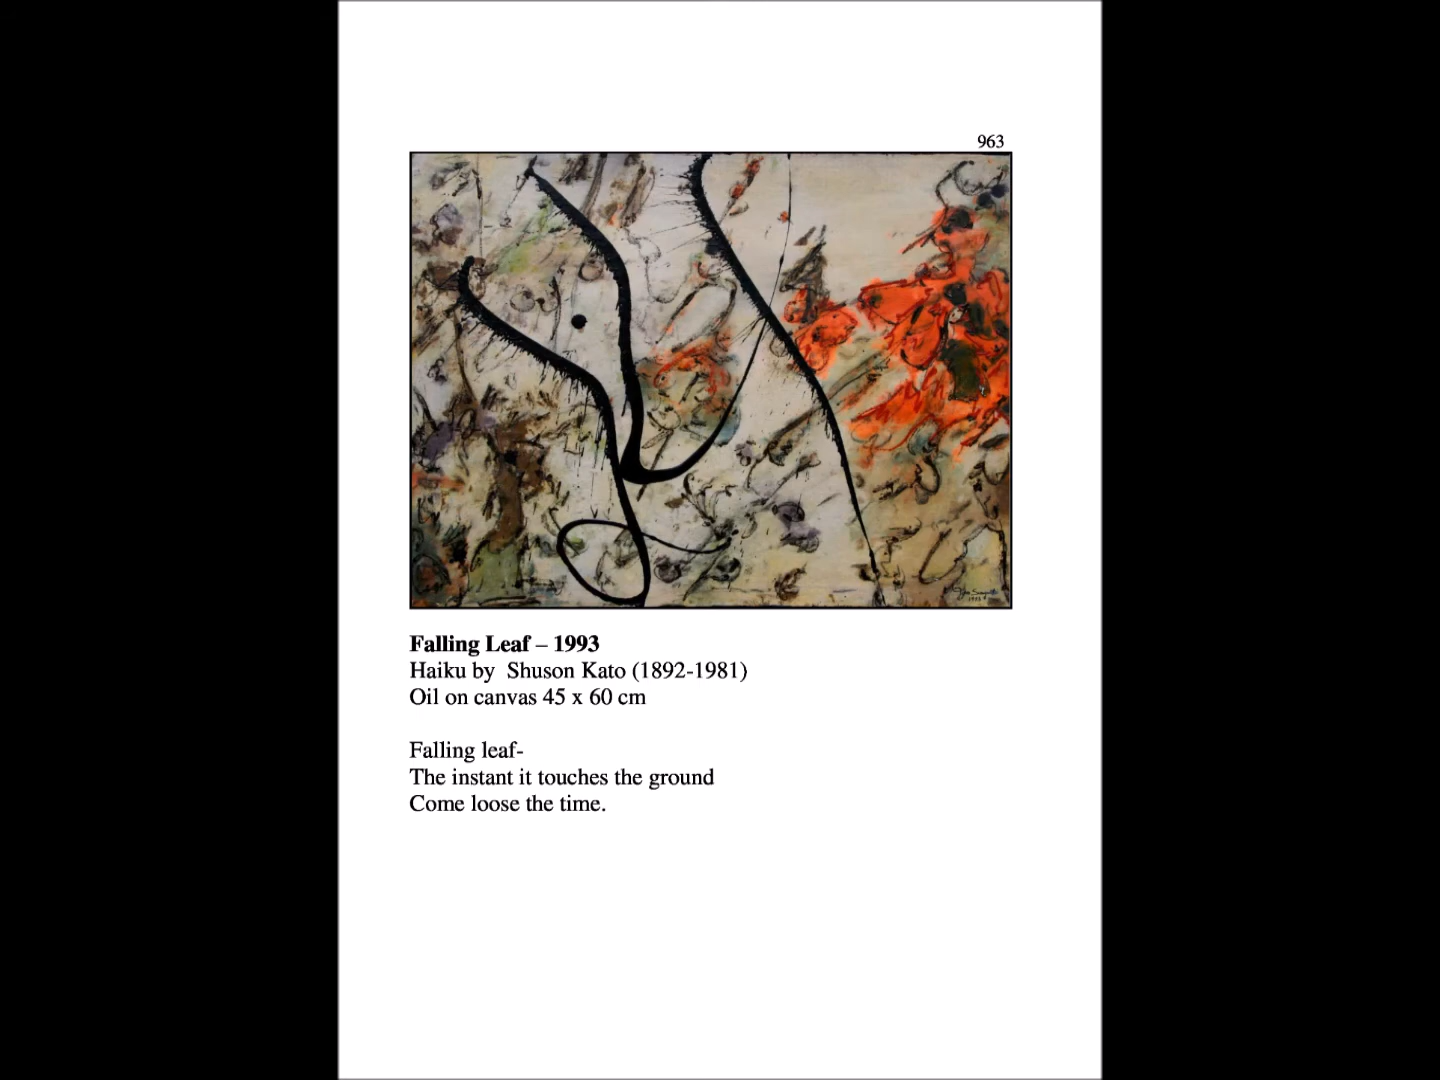 963
Falling Leaf – 1993
Haiku by  Shuson Kato (1892-1981)
Oil on canvas 45 x 60 cm
Falling leaf-
The instant it touches the ground
Come loose the time.